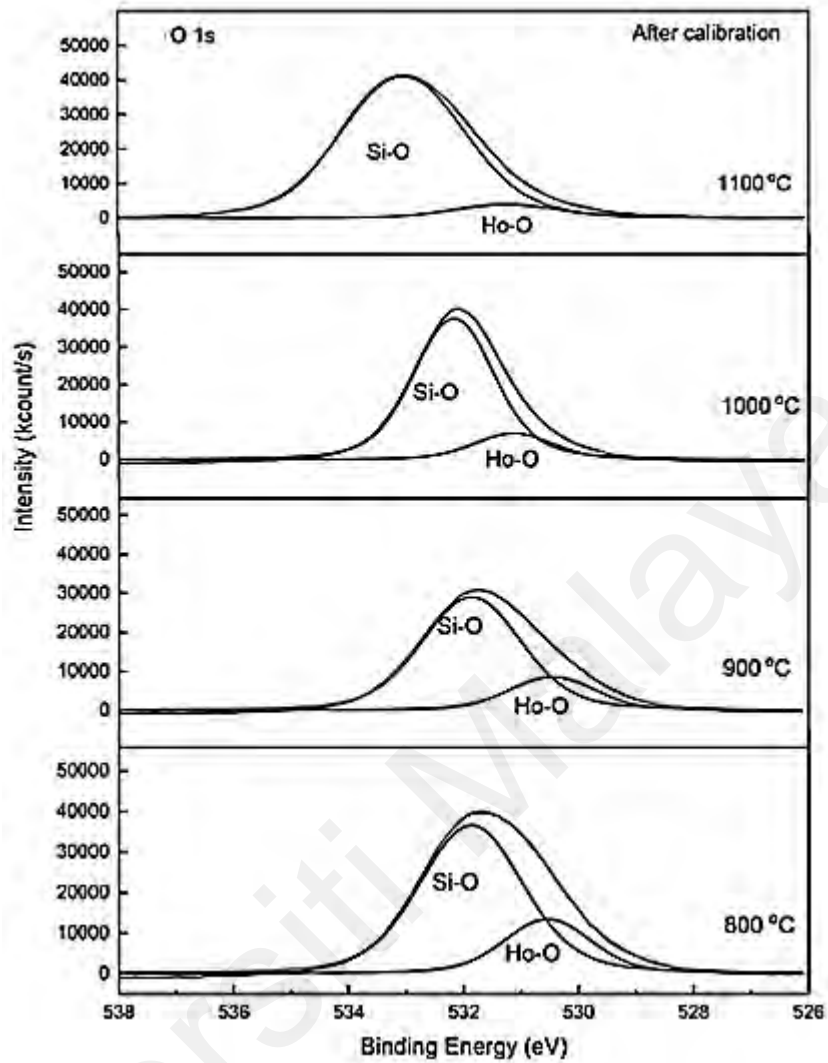 O 1s
After calibration
50000
40000
30000
20000
10000
0
Si-O
Ho-O
1100 °C
50000
40000
30000
20000
10000
0
Si-O
Ho-O
1000 °C
50000
40000
30000
20000
10000
0
Si-O
Ho-O
900 °C
50000
40000
30000
20000
10000
0
Si-O
Ho-O
800 °C
538 536 534 532 530 528 526
Binding Energy (eV)
Intensity (kcount/s)
ersiti Malaya